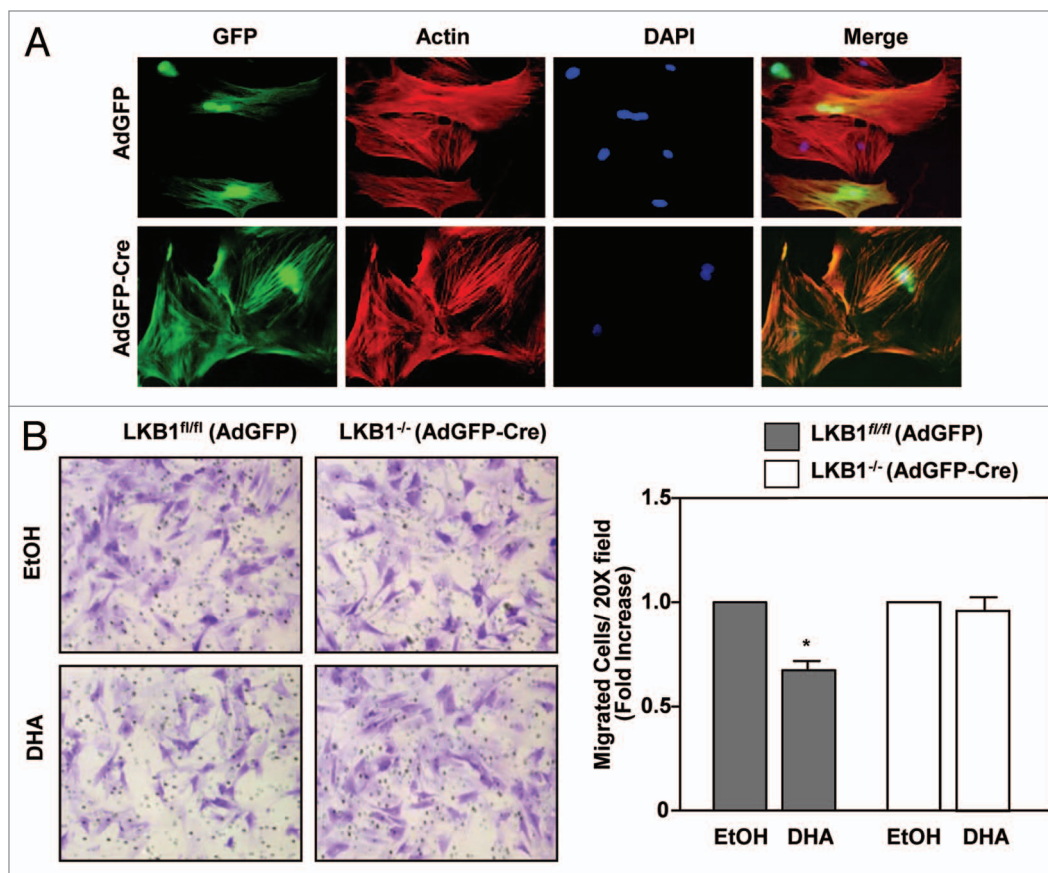 A
GFP Actin DAPI Merge
AdGFP
AdGFP-Cre
B
LKB1fl/fl (AdGFP) LKB1-/- (AdGFP-Cre)
EtOH
DHA
LKB1fl/fl (AdGFP)
LKB1-/- (AdGFP-Cre)
Migrated Cells/ 20X field
(Fold Increase)
1.5
1.0
0.5
0
*
EtOH DHA EtOH DHA